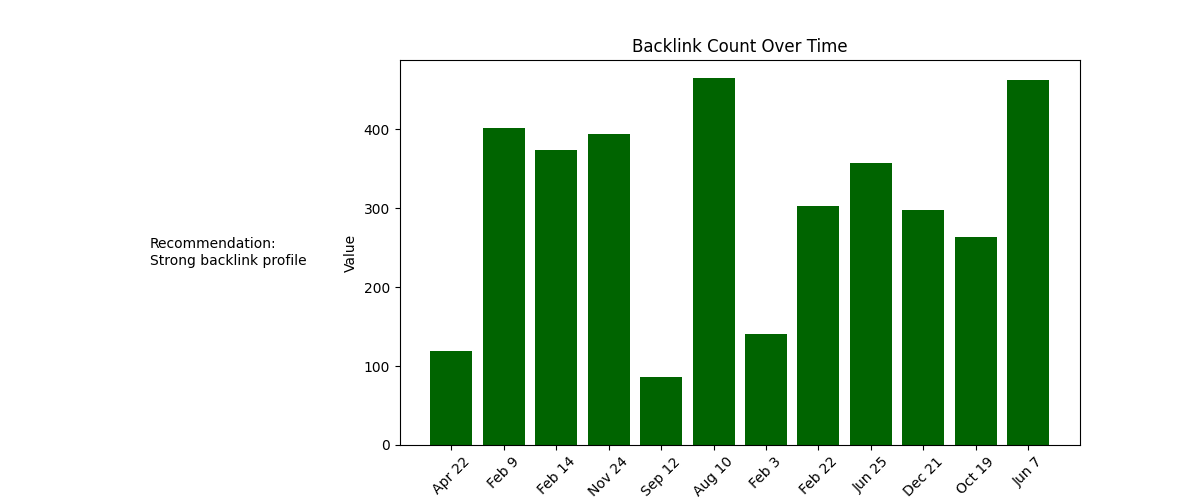 Backlink Count Over Time
Recommendation:
Strong backlink profile
Value
400
300
200
100
0
Apr 22
Feb 9
Feb 14
Nov 24
Sep 12
Aug 10
Feb 3
Feb 22
Jun 25
Dec 21
Oct 19
Jun 7